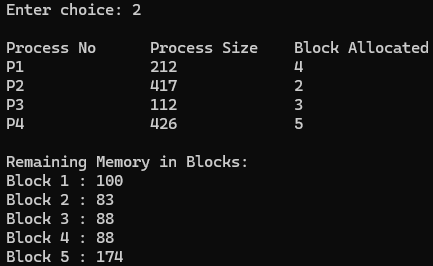 Enter choice: 2
Process No Process Size Block Allocated
P1 212 4
P2 417 2
P3 112 3
P4 426 5
Remaining Memory in Blocks:
Block 1 : 100
Block 2 : 83
Block 3 : 88
Block 4 : 88
Block 5 : 174